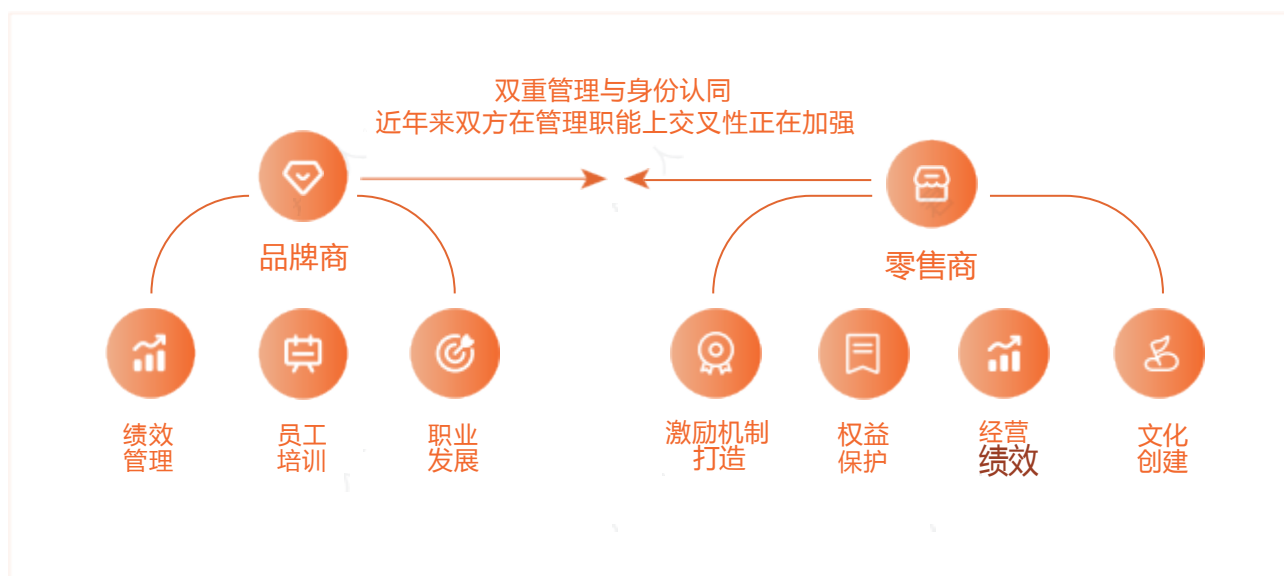 双重管理与身份认同
近年来双方在管理职能上交叉性正在加强
品牌商
零售商
绩效
管理
员工
培训
职业
发展
激励机制
打造
权益
保护
经营
绩效
文化
创建